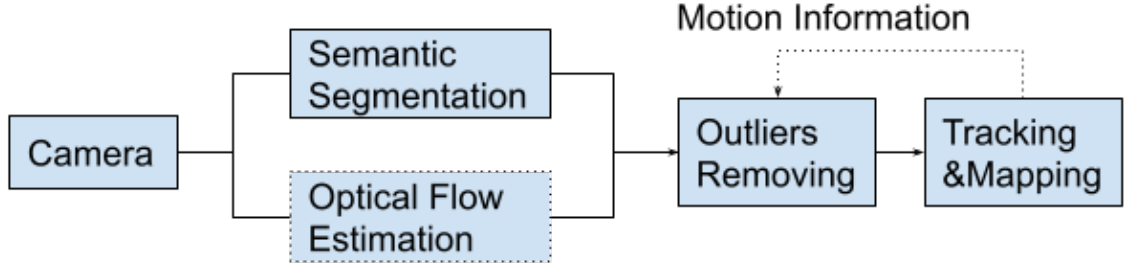 Motion Information
Semantic
Segmentation
Camera
Outliers
Removing
Tracking
&Mapping
Optical Flow
Estimation